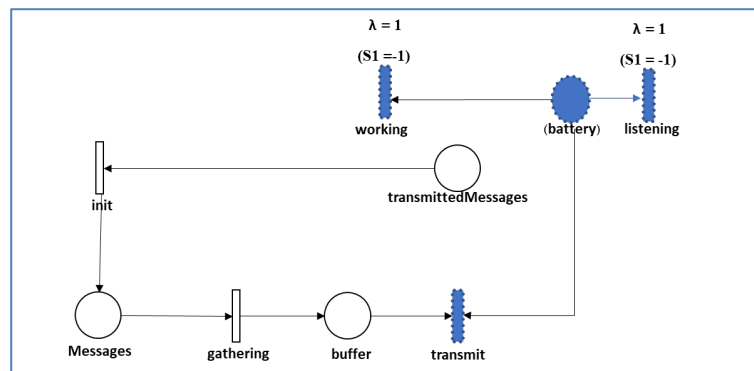 λ = 1
(S1 =-1)
λ = 1
(S1 =-1)
working
(battery)
listening
init
transmittedMessages
Messages
gathering
buffer
transmit